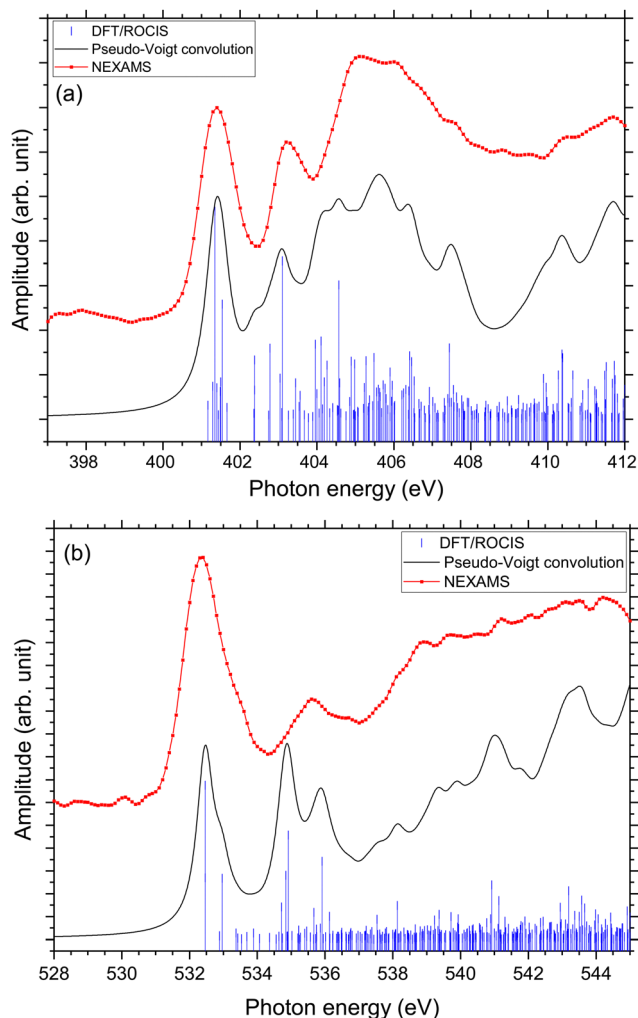 DFT/ROCIS
Pseudo-Voigt convolution
NEXAMS
(a)
Amplitude (arb. unit)
398 400 402 404 406 408 410 412
Photon energy (eV)
(b)
DFT/ROCIS
Pseudo-Voigt convolution
NEXAMS
Amplitude (arb. unit)
528 530 532 534 536 538 540 542 544
Photon energy (eV)